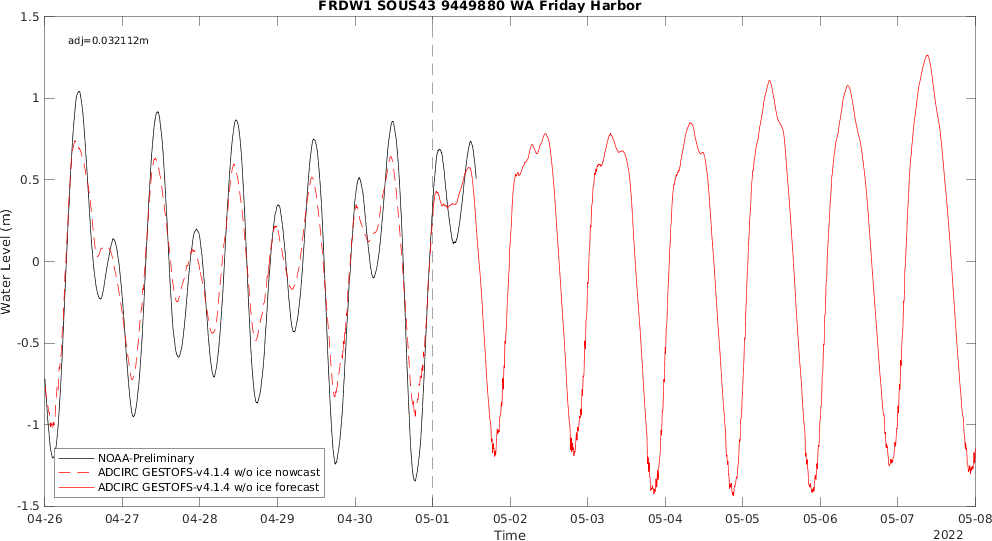 FRDW1 SOUS43 9449880 WA Friday Harbor
adj=0.032112m
1.5
1
0.5
0
-0.5
-1
-1.5
Water Level (m)
NOAA-Preliminary
ADCIRC GESTOFS-v4.1.4 w/o ice nowcast
ADCIRC GESTOFS-v4.1.4 w/o ice forecast
04-26 04-27 04-28 04-29 04-30 05-01 05-02 05-03 05-04 05-05 05-06 05-07 05-08
Time
2022